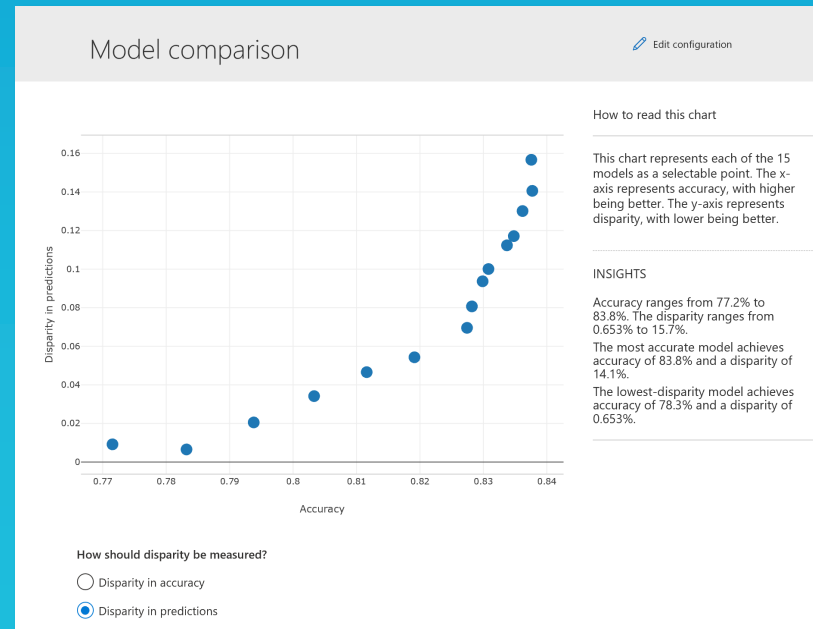 Model comparison
Edit configuration
How to read this chart
This chart represents each of the 15
models as a selectable point. The x-
axis represents accuracy, with higher
being better. The y-axis represents
disparity, with lower being better.
INSIGHTS
Accuracy ranges from 77.2% to
83.8%. The disparity ranges from
0.653% to 15.7%.
The most accurate model achieves
accuracy of 83.8% and a disparity of
14.1%.
The lowest-disparity model achieves
accuracy of 78.3% and a disparity of
0.653%.
Disparity in predictions
0.16
0.14
0.12
0.1
0.08
0.06
0.04
0.02
0
0.77 0.78 0.79 0.8 0.81 0.82 0.83 0.84
Accuracy
How should disparity be measured?
Disparity in accuracy
Disparity in predictions